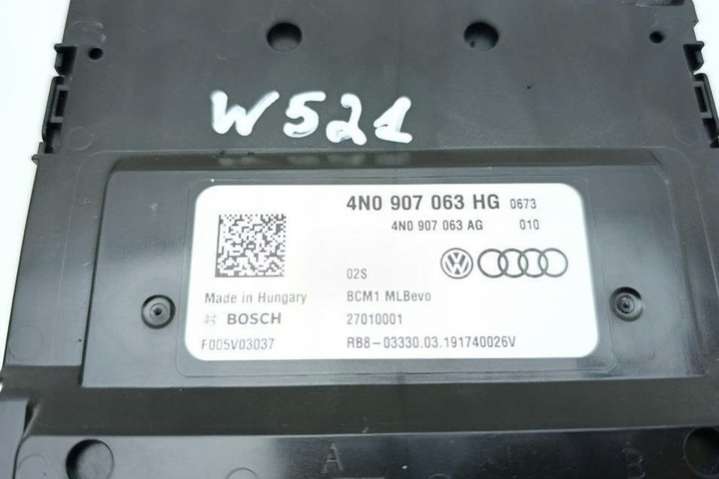 W521
4N0 907 063 HG 0673
4N0 907 063 AG 010
02S
Made in Hungary BCM1 MLBevo
BOSCH 27010001
F005V03037 RB8-03330.03.191740026V
A B